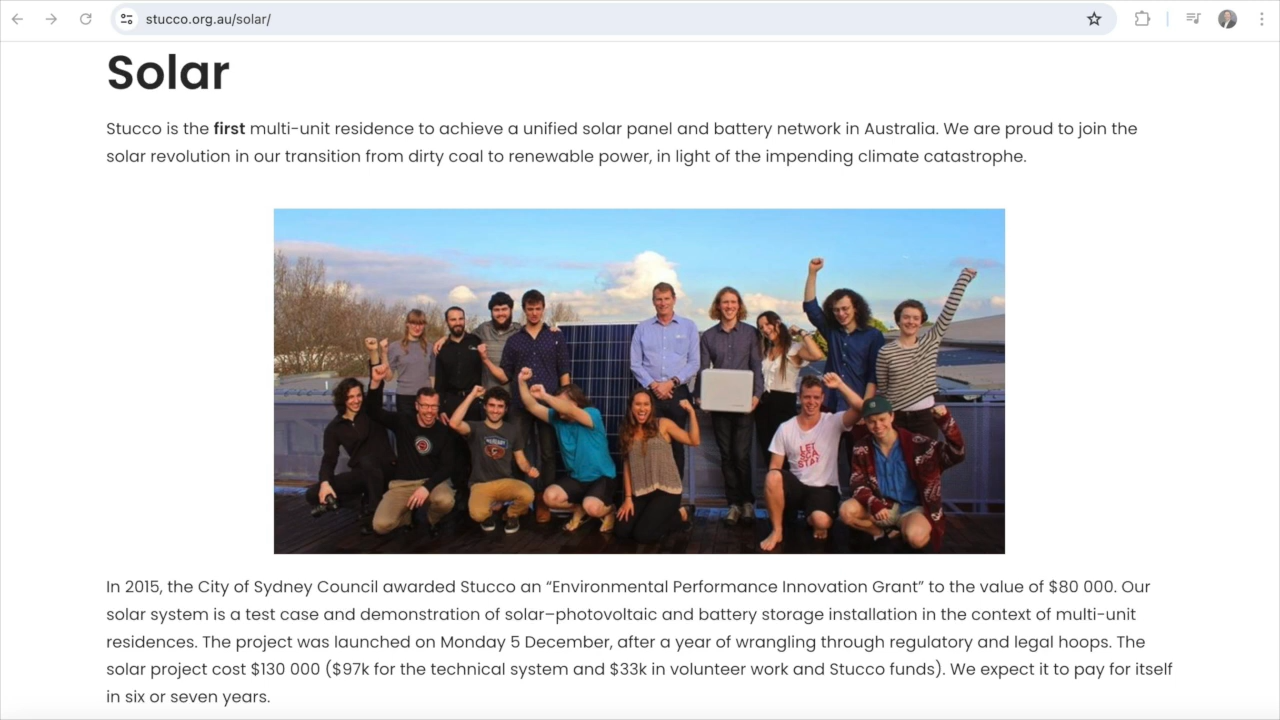 stucco.org.au/solar/
Solar
Stucco is the first multi-unit residence to achieve a unified solar panel and battery network in Australia. We are proud to join the
solar revolution in our transition from dirty coal to renewable power, in light of the impending climate catastrophe.
LET
SEA
STAY
In 2015, the City of Sydney Council awarded Stucco an “Environmental Performance Innovation Grant” to the value of $80 000. Our
solar system is a test case and demonstration of solar–photovoltaic and battery storage installation in the context of multi-unit
residences. The project was launched on Monday 5 December, after a year of wrangling through regulatory and legal hoops. The
solar project cost $130 000 ($97k for the technical system and $33k in volunteer work and Stucco funds). We expect it to pay for itself
in six or seven years.